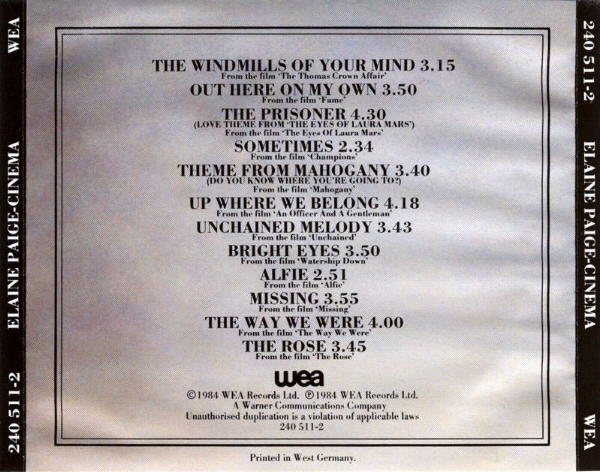 WEA
ELAINE PAIGE-CINEMA
240 511-2
THE WINDMILLS OF YOUR MIND 3.15
From the film 'The Thomas Crown Affair'
OUT HERE ON MY OWN 3.50
From the film 'Fame'
THE PRISONER 4.30
(LOVE THEME FROM 'THE EYES OF LAURA MARS')
From the film 'The Eyes Of Laura Mars'
SOMETIMES 2.34
From the film 'Champions'
THEME FROM MAHOGANY 3.40
(DO YOU KNOW WHERE YOU'RE GOING TO?)
From the film 'Mahogany'
UP WHERE WE BELONG 4.18
From the film 'An Officer And A Gentleman'
UNCHAINED MELODY 3.43
From the film 'Unchained'
BRIGHT EYES 3.50
From the film 'Watership Down'
ALFIE 2.51
From the film 'Alfie'
MISSING 3.55
From the film 'Missing'
THE WAY WE WERE 4.00
From the film 'The Way We Were'
THE ROSE 3.45
From the film 'The Rose'
wea
©1984 WEA Records Ltd. ℗1984 WEA Records Ltd.
A Warner Communications Company
Unauthorised duplication is a violation of applicable laws
240 511-2
Printed in West Germany.
240 511-2
ELAINE PAIGE-CINEMA
WEA